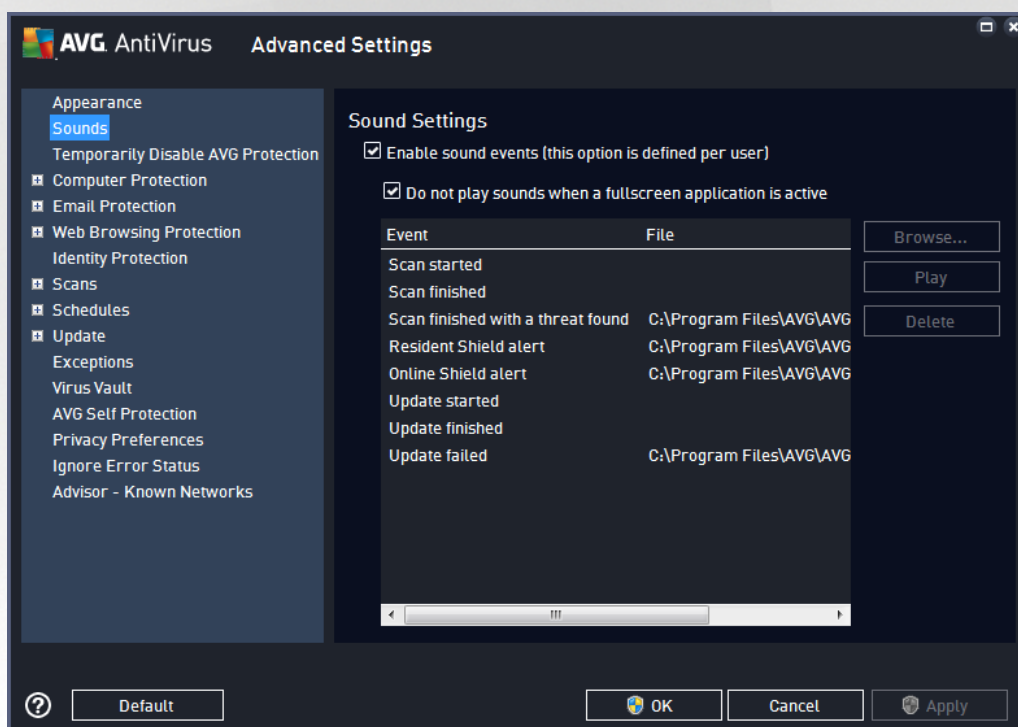 AVG. AntiVirus Advanced Settings
Appearance
Sounds
Temporarily Disable AVG Protection
Computer Protection
Email Protection
Web Browsing Protection
Identity Protection
Scans
Schedules
Update
Exceptions
Virus Vault
AVG Self Protection
Privacy Preferences
Ignore Error Status
Advisor - Known Networks
Sound Settings
Enable sound events (this option is defined per user)
Do not play sounds when a fullscreen application is active
Event File
Scan started
Scan finished
Scan finished with a threat found C:\Program Files\AVG\AVG
Resident Shield alert C:\Program Files\AVG\AVG
Online Shield alert C:\Program Files\AVG\AVG
Update started
Update finished
Update failed C:\Program Files\AVG\AVG
Browse...
Play
Delete
? Default OK Cancel Apply